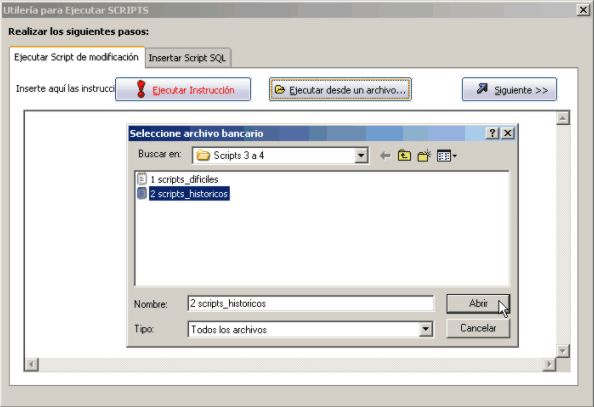 Utilería para Ejecutar SCRIPTS
Realizar los siguientes pasos:
Ejecutar Script de modificación
Insertar Script SQL
Inserte aquí las instrucci
Ejecutar Instrucción
Ejecutar desde un archivo...
Siguiente >>
Seleccione archivo bancario
Buscar en:
Scripts 3 a 4
1 scripts_dificiles
2 scripts_historicos
Nombre:
2 scripts_historicos
Abrir
Tipo:
Todos los archivos
Cancelar